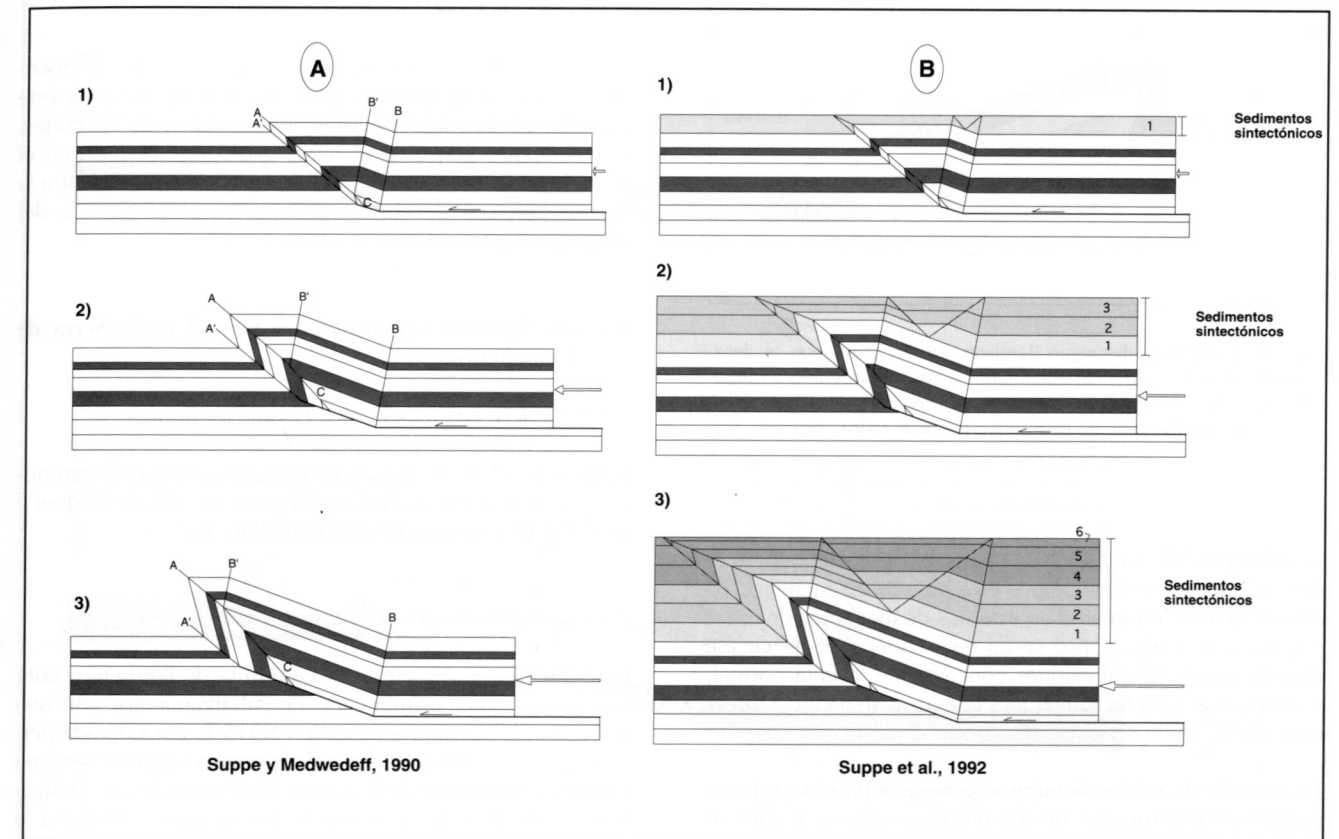 A
1)
A
A'
B'
B
C
2)
A
A'
B'
B
C
3)
A
A'
B'
B
C
Suppe y Medwedeff, 1990
B
1)
1
Sedimentos
sintectónicos
2)
3
2
1
Sedimentos
sintectónicos
3)
6
5
4
3
2
1
Sedimentos
sintectónicos
Suppe et al., 1992